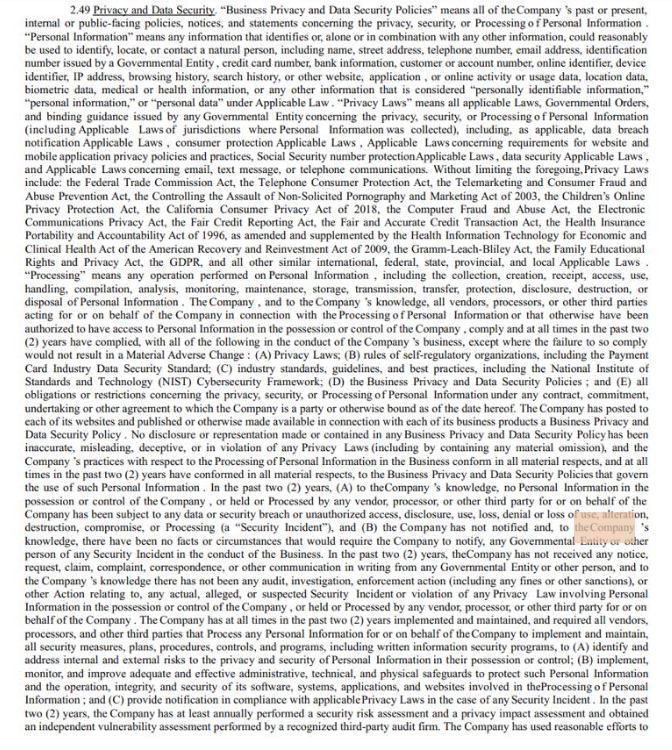 2.49 Privacy and Data Security. “Business Privacy and Data Security Policies” means all of the Company 's past or present,
internal or public-facing policies, notices, and statements concerning the privacy, security, or Processing of Personal Information .
“Personal Information” means any information that identifies or, alone or in combination with any other information, could reasonably
be used to identify, locate, or contact a natural person, including name, street address, telephone number, email address, identification
number issued by a Governmental Entity , credit card number, bank information, customer or account number, online identifier, device
identifier, IP address, browsing history, search history, or other website, application , or online activity or usage data, location data,
biometric data, medical or health information, or any other information that is considered “personally identifiable information,”
“personal information,” or “personal data” under Applicable Law . “Privacy Laws” means all applicable Laws, Governmental Orders,
and binding guidance issued by any Governmental Entity concerning the privacy, security, or Processing of Personal Information
(including Applicable Laws of jurisdictions where Personal Information was collected), including, as applicable, data breach
notification Applicable Laws , consumer protection Applicable Laws , Applicable Laws concerning requirements for website and
mobile application privacy policies and practices, Social Security number protection Applicable Laws , data security Applicable Laws ,
and Applicable Laws concerning email, text message, or telephone communications. Without limiting the foregoing, Privacy Laws
include: the Federal Trade Commission Act, the Telephone Consumer Protection Act, the Telemarketing and Consumer Fraud and
Abuse Prevention Act, the Controlling the Assault of Non-Solicited Pornography and Marketing Act of 2003, the Children's Online
Privacy Protection Act, the California Consumer Privacy Act of 2018, the Computer Fraud and Abuse Act, the Electronic
Communications Privacy Act, the Fair Credit Reporting Act, the Fair and Accurate Credit Transaction Act, the Health Insurance
Portability and Accountability Act of 1996, as amended and supplemented by the Health Information Technology for Economic and
Clinical Health Act of the American Recovery and Reinvestment Act of 2009, the Gramm-Leach-Bliley Act, the Family Educational
Rights and Privacy Act, the GDPR, and all other similar international, federal, state, provincial, and local Applicable Laws .
“Processing” means any operation performed on Personal Information , including the collection, creation, receipt, access, use,
handling, compilation, analysis, monitoring, maintenance, storage, transmission, transfer, protection, disclosure, destruction, or
disposal of Personal Information . The Company , and to the Company 's knowledge, all vendors, processors, or other third parties
acting for or on behalf of the Company in connection with the Processing of Personal Information or that otherwise have been
authorized to have access to Personal Information in the possession or control of the Company , comply and at all times in the past two
(2) years have complied, with all of the following in the conduct of the Company 's business, except where the failure to so comply
would not result in a Material Adverse Change : (A) Privacy Laws; (B) rules of self-regulatory organizations, including the Payment
Card Industry Data Security Standard; (C) industry standards, guidelines, and best practices, including the National Institute of
Standards and Technology (NIST) Cybersecurity Framework; (D) the Business Privacy and Data Security Policies ; and (E) all
obligations or restrictions concerning the privacy, security, or Processing of Personal Information under any contract, commitment,
undertaking or other agreement to which the Company is a party or otherwise bound as of the date hereof. The Company has posted to
each of its websites and published or otherwise made available in connection with each of its business products a Business Privacy and
Data Security Policy . No disclosure or representation made or contained in any Business Privacy and Data Security Policy has been
inaccurate, misleading, deceptive, or in violation of any Privacy Laws (including by containing any material omission), and the
Company 's practices with respect to the Processing of Personal Information in the Business conform in all material respects, and at all
times in the past two (2) years have conformed in all material respects, to the Business Privacy and Data Security Policies that govern
the use of such Personal Information . In the past two (2) years, (A) to the Company 's knowledge, no Personal Information in the
possession or control of the Company , or held or Processed by any vendor, processor, or other third party for or on behalf of the
Company has been subject to any data or security breach or unauthorized access, disclosure, use, loss, denial or loss of use, alteration,
destruction, compromise, or Processing (a “Security Incident”), and (B) the Company has not notified and, to the Company 's
knowledge, there have been no facts or circumstances that would require the Company to notify, any Governmental Entity or other
person of any Security Incident in the conduct of the Business. In the past two (2) years, the Company has not received any notice,
request, claim, complaint, correspondence, or other communication in writing from any Governmental Entity or other person, and to
the Company 's knowledge there has not been any audit, investigation, enforcement action (including any fines or other sanctions), or
other Action relating to, any actual, alleged, or suspected Security Incident or violation of any Privacy Law involving Personal
Information in the possession or control of the Company , or held or Processed by any vendor, processor, or other third party for or on
behalf of the Company . The Company has at all times in the past two (2) years implemented and maintained, and required all vendors,
processors, and other third parties that Process any Personal Information for or on behalf of the Company to implement and maintain,
all security measures, plans, procedures, controls, and programs, including written information security programs, to (A) identify and
address internal and external risks to the privacy and security of Personal Information in their possession or control; (B) implement,
monitor, and improve adequate and effective administrative, technical, and physical safeguards to protect such Personal Information
and the operation, integrity, and security of its software, systems, applications, and websites involved in the Processing of Personal
Information ; and (C) provide notification in compliance with applicable Privacy Laws in the case of any Security Incident . In the past
two (2) years, the Company has at least annually performed a security risk assessment and a privacy impact assessment and obtained
an independent vulnerability assessment performed by a recognized third-party audit firm. The Company has used reasonable efforts to